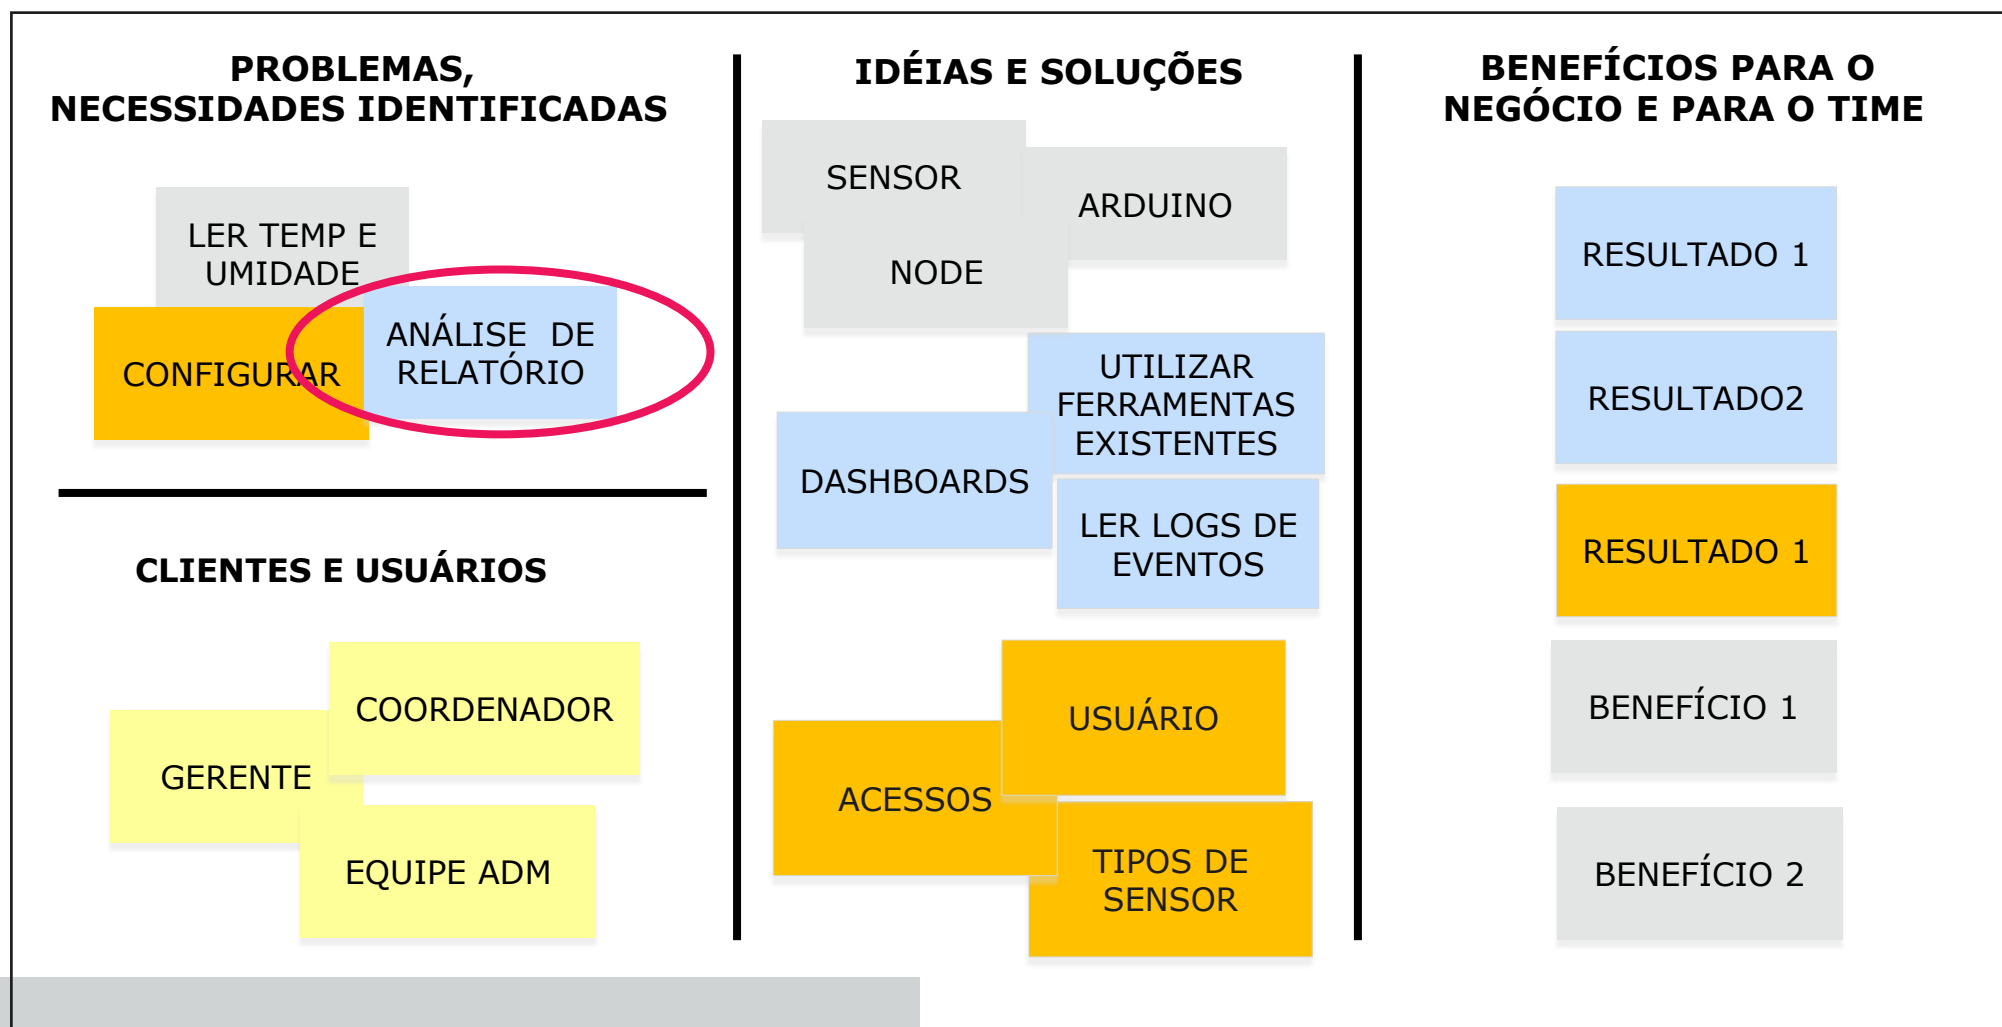 PROBLEMAS,
NECESSIDADES IDENTIFICADAS
LER TEMP E
UMIDADE
CONFIGURAR
ANÁLISE DE
RELATÓRIO
CLIENTES E USUÁRIOS
COORDENADOR
GERENTE
EQUIPE ADM
IDÉIAS E SOLUÇÕES
SENSOR
ARDUINO
NODE
UTILIZAR
FERRAMENTAS
EXISTENTES
DASHBOARDS
LER LOGS DE
EVENTOS
USUÁRIO
ACESSOS
TIPOS DE
SENSOR
BENEFÍCIOS PARA O
NEGÓCIO E PARA O TIME
RESULTADO 1
RESULTADO2
RESULTADO 1
BENEFÍCIO 1
BENEFÍCIO 2